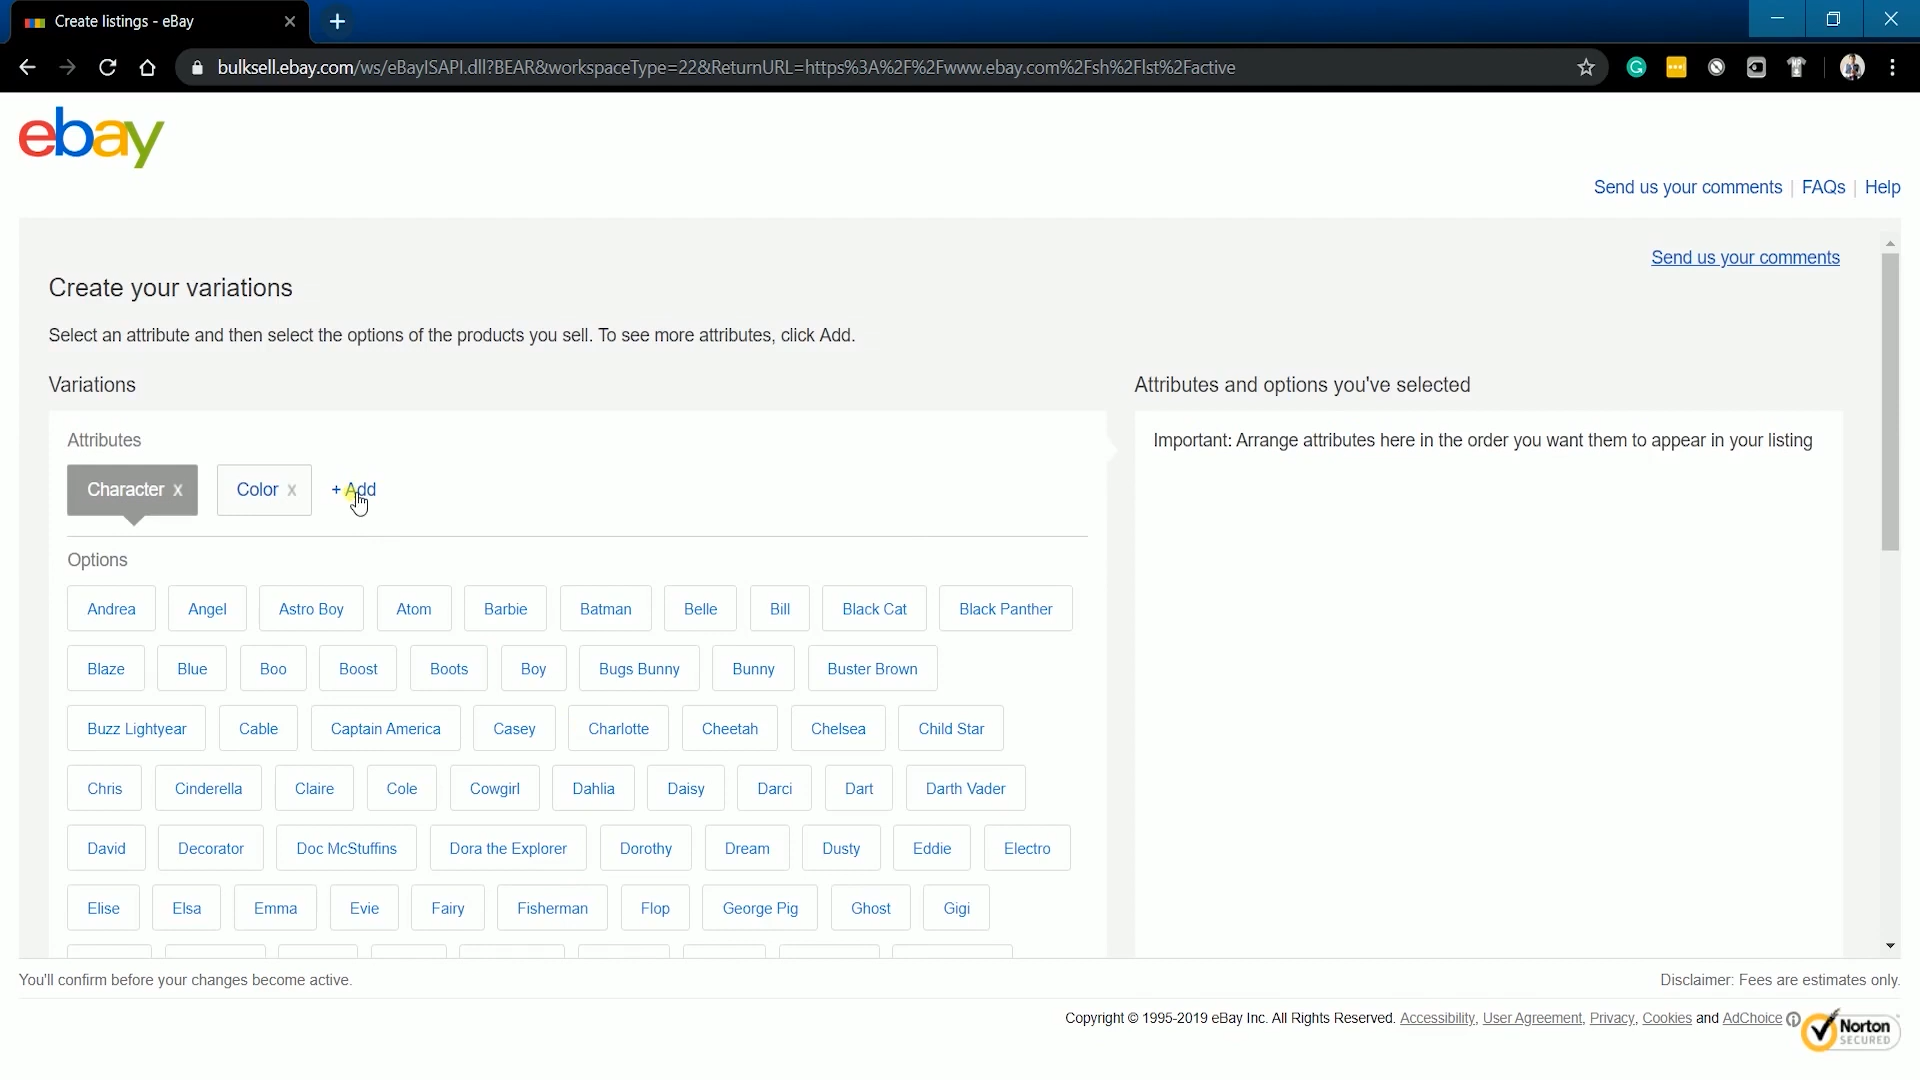 Create listings - eBay
bulksell.ebay.com/ws/eBayISAPI.dll?BEAR&workspaceType=22&ReturnURL=https%3A%2F%2Fwww.ebay.com%2Fsh%2Flst%2Factive
ebay
Send us your comments | FAQs | Help
Send us your comments
Create your variations
Select an attribute and then select the options of the products you sell. To see more attributes, click Add.
Variations
Attributes and options you've selected
Attributes
Important: Arrange attributes here in the order you want them to appear in your listing
Character x Color x + Add
Options
Andrea Angel Astro Boy Atom Barbie Batman Belle Bill Black Cat Black Panther
Blaze Blue Boo Boost Boots Boy Bugs Bunny Bunny Buster Brown
Buzz Lightyear Cable Captain America Casey Charlotte Cheetah Chelsea Child Star
Chris Cinderella Claire Cole Cowgirl Dahlia Daisy Darci Dart Darth Vader
David Decorator Doc McStuffins Dora the Explorer Dorothy Dream Dusty Eddie Electro
Elise Elsa Emma Evie Fairy Fisherman Flop George Pig Ghost Gigi
You'll confirm before your changes become active.
Disclaimer: Fees are estimates only.
Copyright © 1995-2019 eBay Inc. All Rights Reserved. Accessibility, User Agreement, Privacy, Cookies and AdChoice
Norton
SECURED